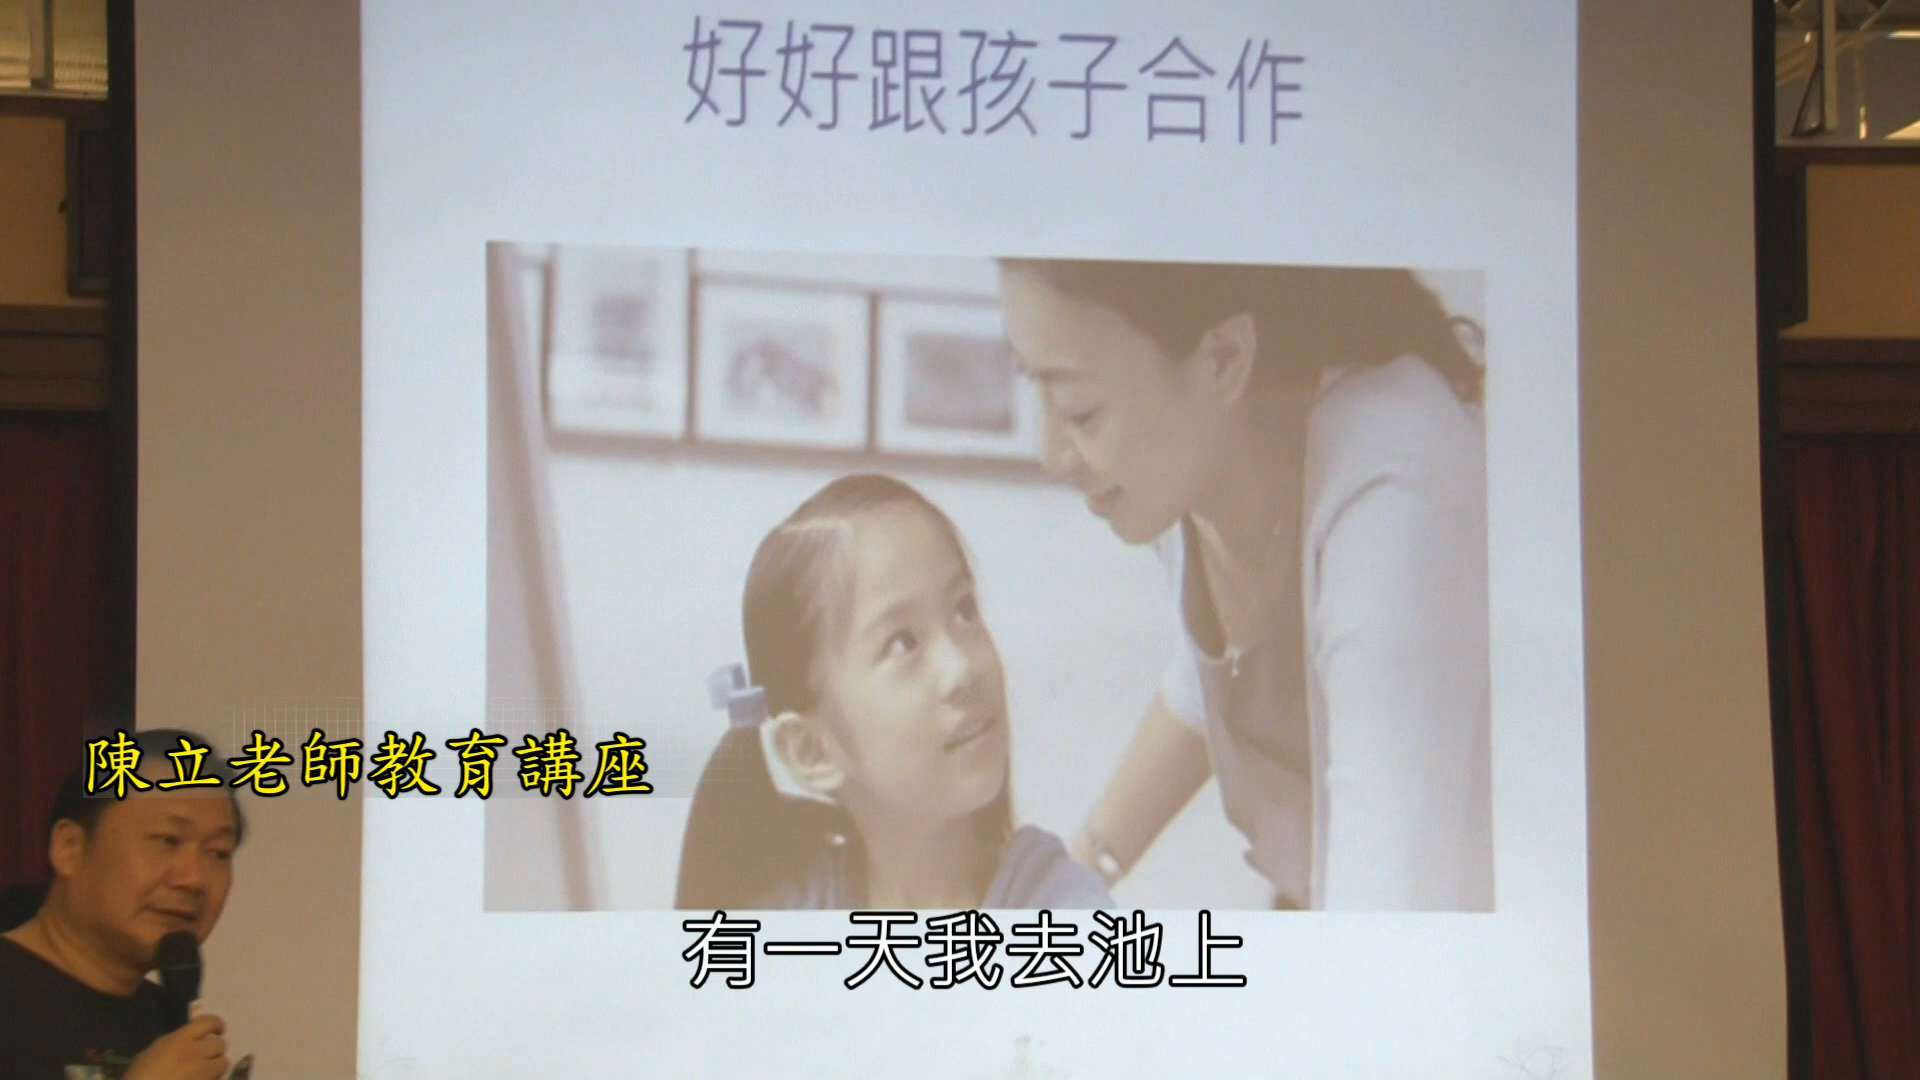 好好跟孩子合作
陳立老師教育講座
有一天我去池上